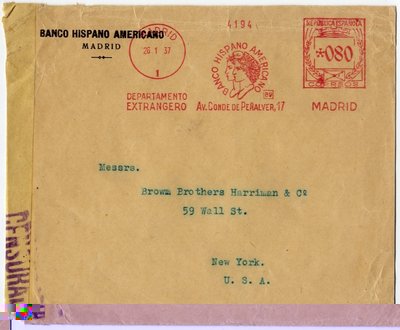 4194
BANCO HISPANO AMERICANO
MADRID
MADRID
26 1 37
1
BANCO HISPANO AMERICANO
REPUBLICA ESPAÑOLA
*080
CORREOS
DEPARTAMENTO
EXTRANGERO
AV. CONDE DE PEÑALVER, 17
MADRID
Messrs.
Brown Brothers Harriman & Cº
59 Wall St.
New York.
U. S. A.
CENSURA